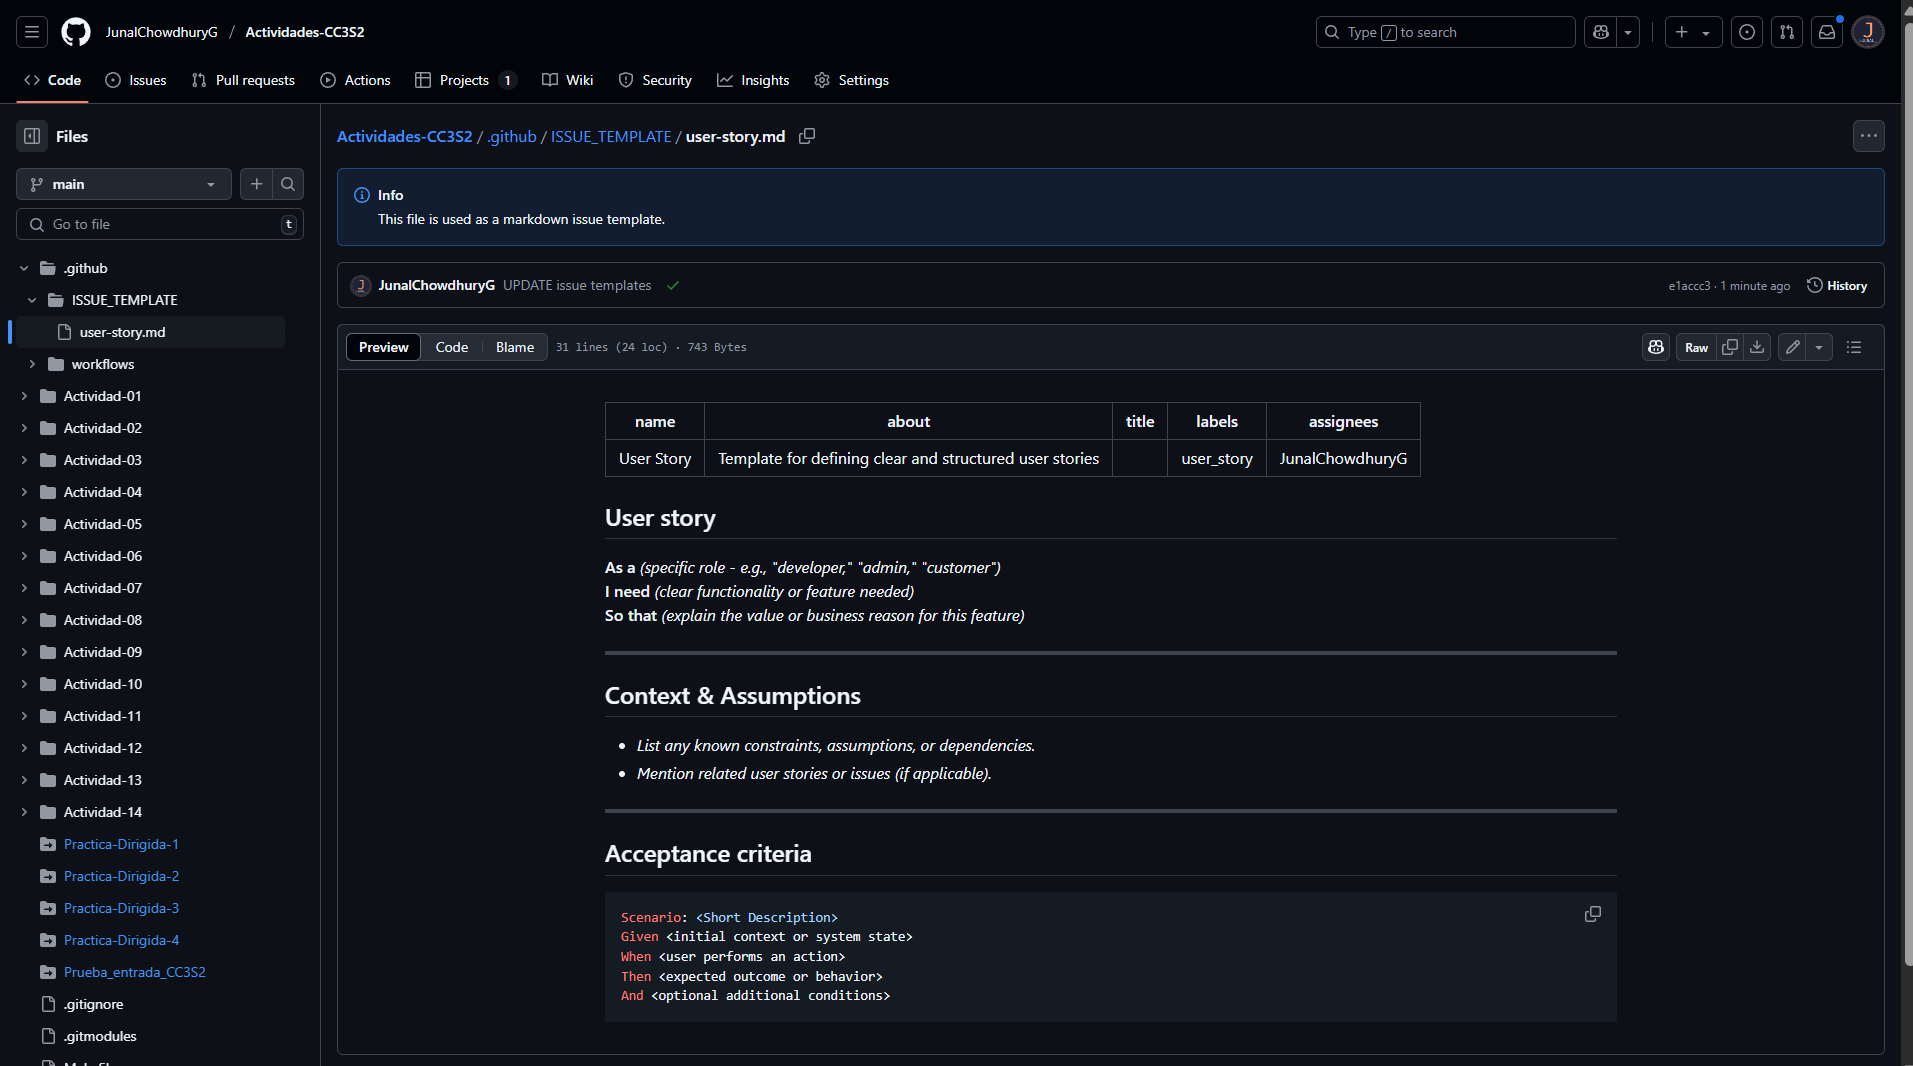 JunalChowdhuryG / Actividades-CC3S2
Type / to search
Code Issues Pull requests Actions Projects 1 Wiki Security Insights Settings
Files
main
Go to file t
.github
ISSUE_TEMPLATE
user-story.md
workflows
Actividad-01
Actividad-02
Actividad-03
Actividad-04
Actividad-05
Actividad-06
Actividad-07
Actividad-08
Actividad-09
Actividad-10
Actividad-11
Actividad-12
Actividad-13
Actividad-14
Practica-Dirigida-1
Practica-Dirigida-2
Practica-Dirigida-3
Practica-Dirigida-4
Prueba_entrada_CC3S2
.gitignore
.gitmodules
Actividades-CC3S2 / .github / ISSUE_TEMPLATE / user-story.md
Info
This file is used as a markdown issue template.
JunalChowdhuryG UPDATE issue templates e1accc3 · 1 minute ago History
Preview Code Blame 31 lines (24 loc) · 743 Bytes Raw
name about title labels assignees
User Story Template for defining clear and structured user stories user_story JunalChowdhuryG
User story
As a (specific role - e.g., "developer," "admin," "customer")
I need (clear functionality or feature needed)
So that (explain the value or business reason for this feature)
Context & Assumptions
• List any known constraints, assumptions, or dependencies.
• Mention related user stories or issues (if applicable).
Acceptance criteria
Scenario: <Short Description>
Given <initial context or system state>
When <user performs an action>
Then <expected outcome or behavior>
And <optional additional conditions>